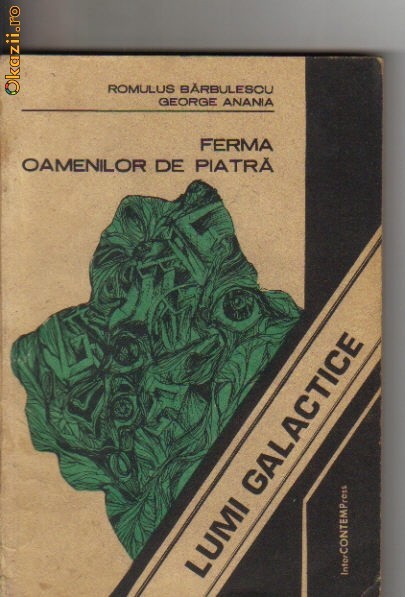 Okazii.ro
ROMULUS BĂRBULESCU
GEORGE ANANIA
FERMA
OAMENILOR DE PIATRĂ
LUMI GALACTICE
InterCONTEMPress